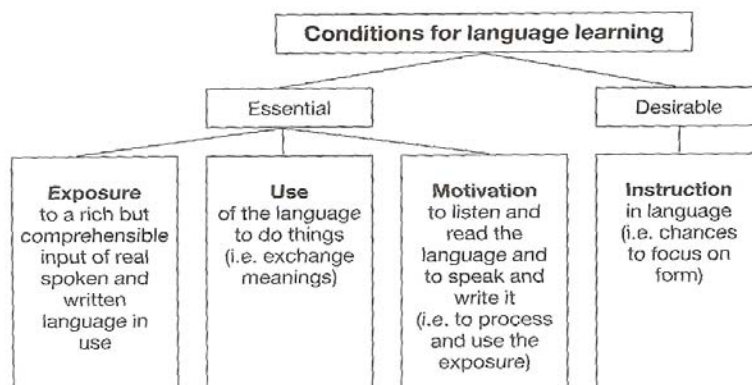 Conditions for language learning
Essential
Desirable
Exposure
to a rich but
comprehensible
input of real
spoken and
written
language in
use
Use
of the language
to do things
(i.e. exchange
meanings)
Motivation
to listen and
read the
language and
to speak and
write it
(i.e. to process
and use the
exposure)
Instruction
in language
(i.e. chances
to focus on
form)